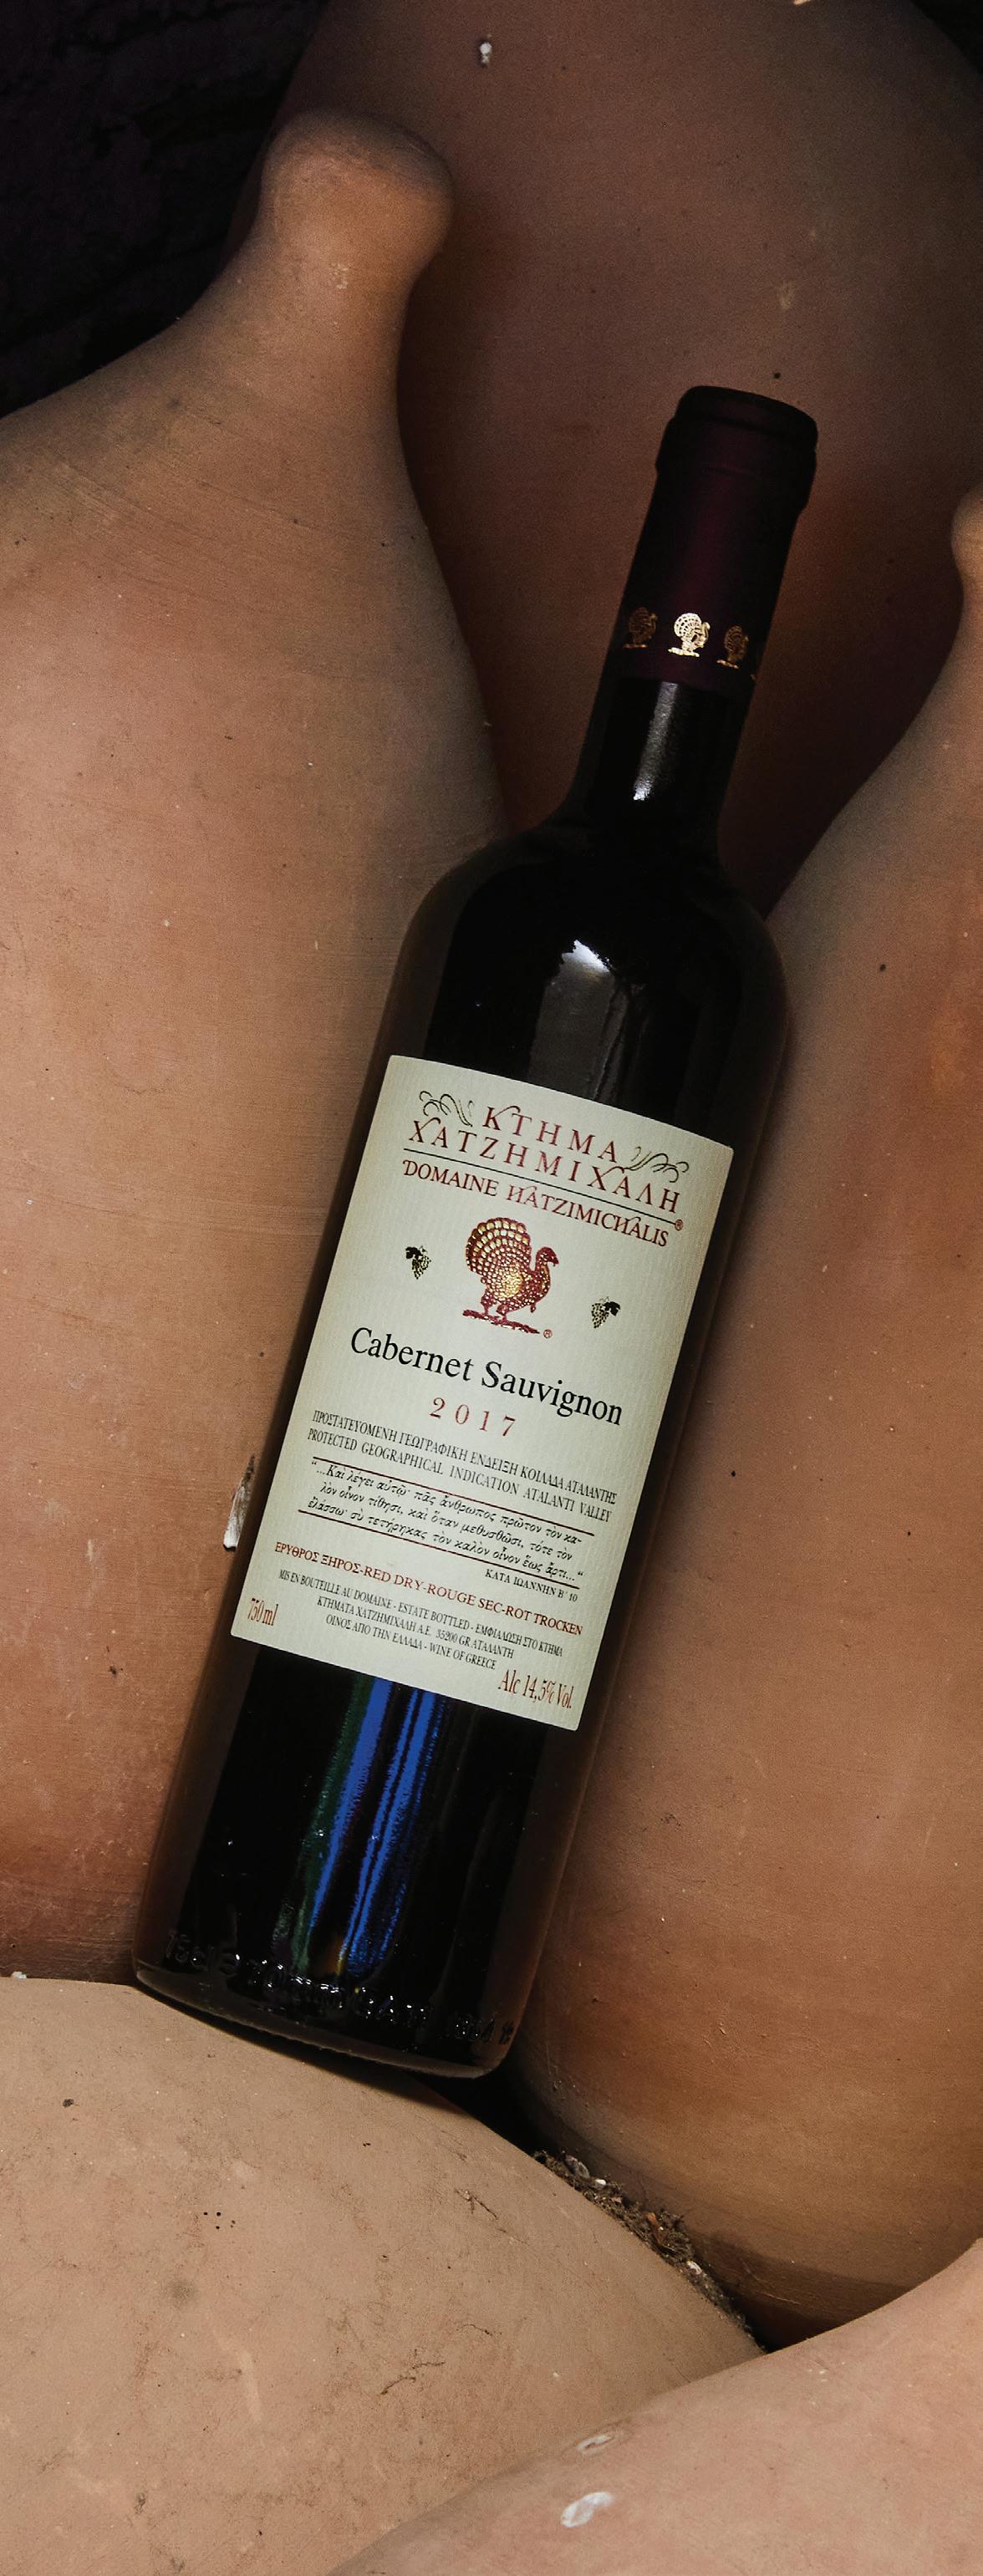 ΚΤΗΜΑ
ΧΑΤΖΗΜΙΧΑΛΗ
DOMAINE HATZIMICHALIS®
®
Cabernet Sauvignon
2017
ΠΡΟΣΤΑΤΕΥΟΜΕΝΗ ΓΕΩΓΡΑΦΙΚΗ ΕΝΔΕΙΞΗ ΚΟΙΛΑΔΑ ΑΤΑΛΑΝΤΗΣ
PROTECTED GEOGRAPHICAL INDICATION ATALANTI VALLEY
"...Καὶ λέγει αὐτῷ· πᾶς ἄνθρωπος πρῶτον τὸν κα-
λὸν οἶνον τίθησι, καὶ ὅταν μεθυσθῶσι, τότε τὸν
ἐλάσσω· σὺ τετήρηκας τὸν καλὸν οἶνον ἕως ἄρτι..."
ΚΑΤΑ ΙΩΑΝΝΗΝ Β' 10
ΕΡΥΘΡΟΣ ΞΗΡΟΣ-RED DRY-ROUGE SEC-ROT TROCKEN
MIS EN BOUTEILLE AU DOMAINE - ESTATE BOTTLED - ΕΜΦΙΑΛΩΣΗ ΣΤΟ ΚΤΗΜΑ
ΚΤΗΜΑΤΑ ΧΑΤΖΗΜΙΧΑΛΗ Α.Ε. 35200 GR ΑΤΑΛΑΝΤΗ
ΟΙΝΟΣ ΑΠΟ ΤΗΝ ΕΛΛΑΔΑ - WINE OF GREECE
750 ml
Alc 14,5% Vol.